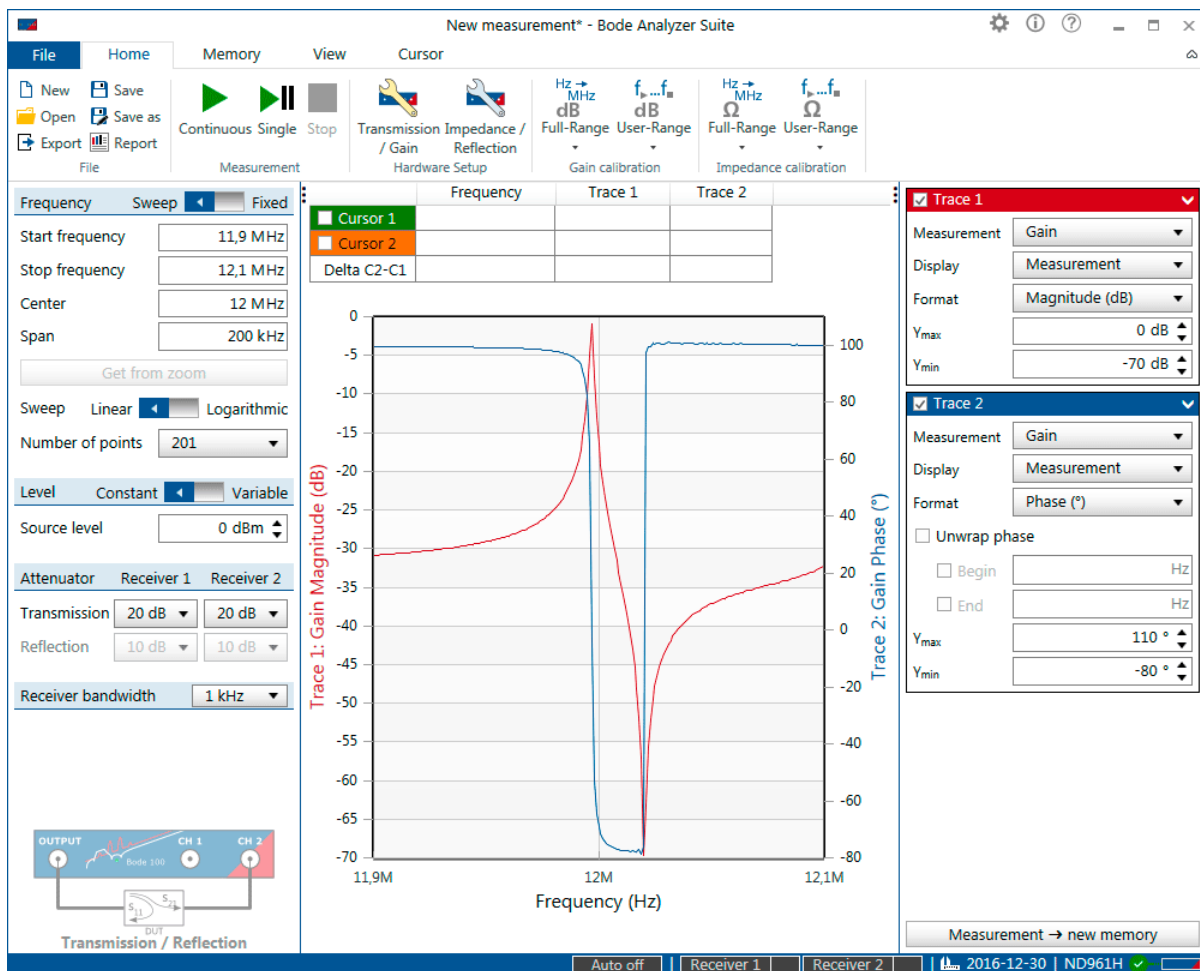 New measurement* - Bode Analyzer Suite
File Home Memory View Cursor
New Save
Open Save as
Export Report
File
Continuous Single Stop
Measurement
Transmission / Gain
Impedance / Reflection
Hardware Setup
Hz → MHz dB
Full-Range
f▶...f■ dB
User-Range
Gain calibration
Hz → MHz Ω
Full-Range
f▶...f■ Ω
User-Range
Impedance calibration
Frequency Sweep Fixed
Start frequency 11,9 MHz
Stop frequency 12,1 MHz
Center 12 MHz
Span 200 kHz
Get from zoom
Sweep Linear Logarithmic
Number of points 201
Level Constant Variable
Source level 0 dBm
Attenuator Receiver 1 Receiver 2
Transmission 20 dB 20 dB
Reflection 10 dB 10 dB
Receiver bandwidth 1 kHz
OUTPUT CH 1 CH 2
Bode 100
S11 S21
DUT
Transmission / Reflection
Frequency Trace 1 Trace 2
Cursor 1
Cursor 2
Delta C2-C1
Trace 1: Gain Magnitude (dB)
0
-5
-10
-15
-20
-25
-30
-35
-40
-45
-50
-55
-60
-65
-70
100
80
60
40
20
0
-20
-40
-60
-80
Trace 2: Gain Phase (°)
11,9M 12M 12,1M
Frequency (Hz)
Trace 1
Measurement Gain
Display Measurement
Format Magnitude (dB)
Ymax 0 dB
Ymin -70 dB
Trace 2
Measurement Gain
Display Measurement
Format Phase (°)
Unwrap phase
Begin Hz
End Hz
Ymax 110 °
Ymin -80 °
Measurement → new memory
Auto off | Receiver 1 Receiver 2 | 2016-12-30 | ND961H